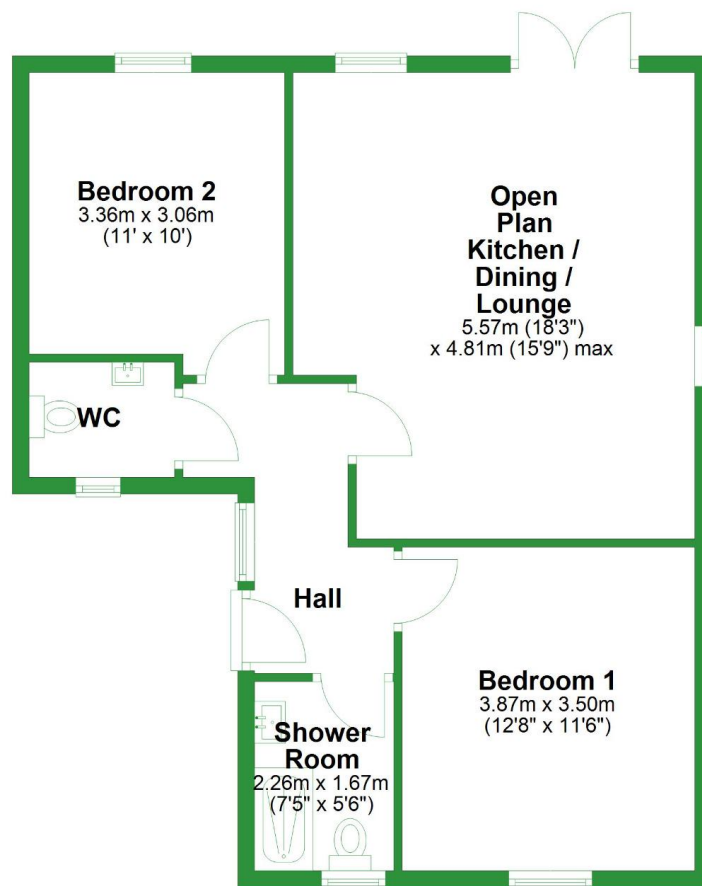 Bedroom 2
3.36m x 3.06m
(11' x 10')
Open
Plan
Kitchen /
Dining /
Lounge
5.57m (18'3")
x 4.81m (15'9") max
WC
Hall
Bedroom 1
3.87m x 3.50m
(12'8" x 11'6")
Shower
Room
2.26m x 1.67m
(7'5" x 5'6")